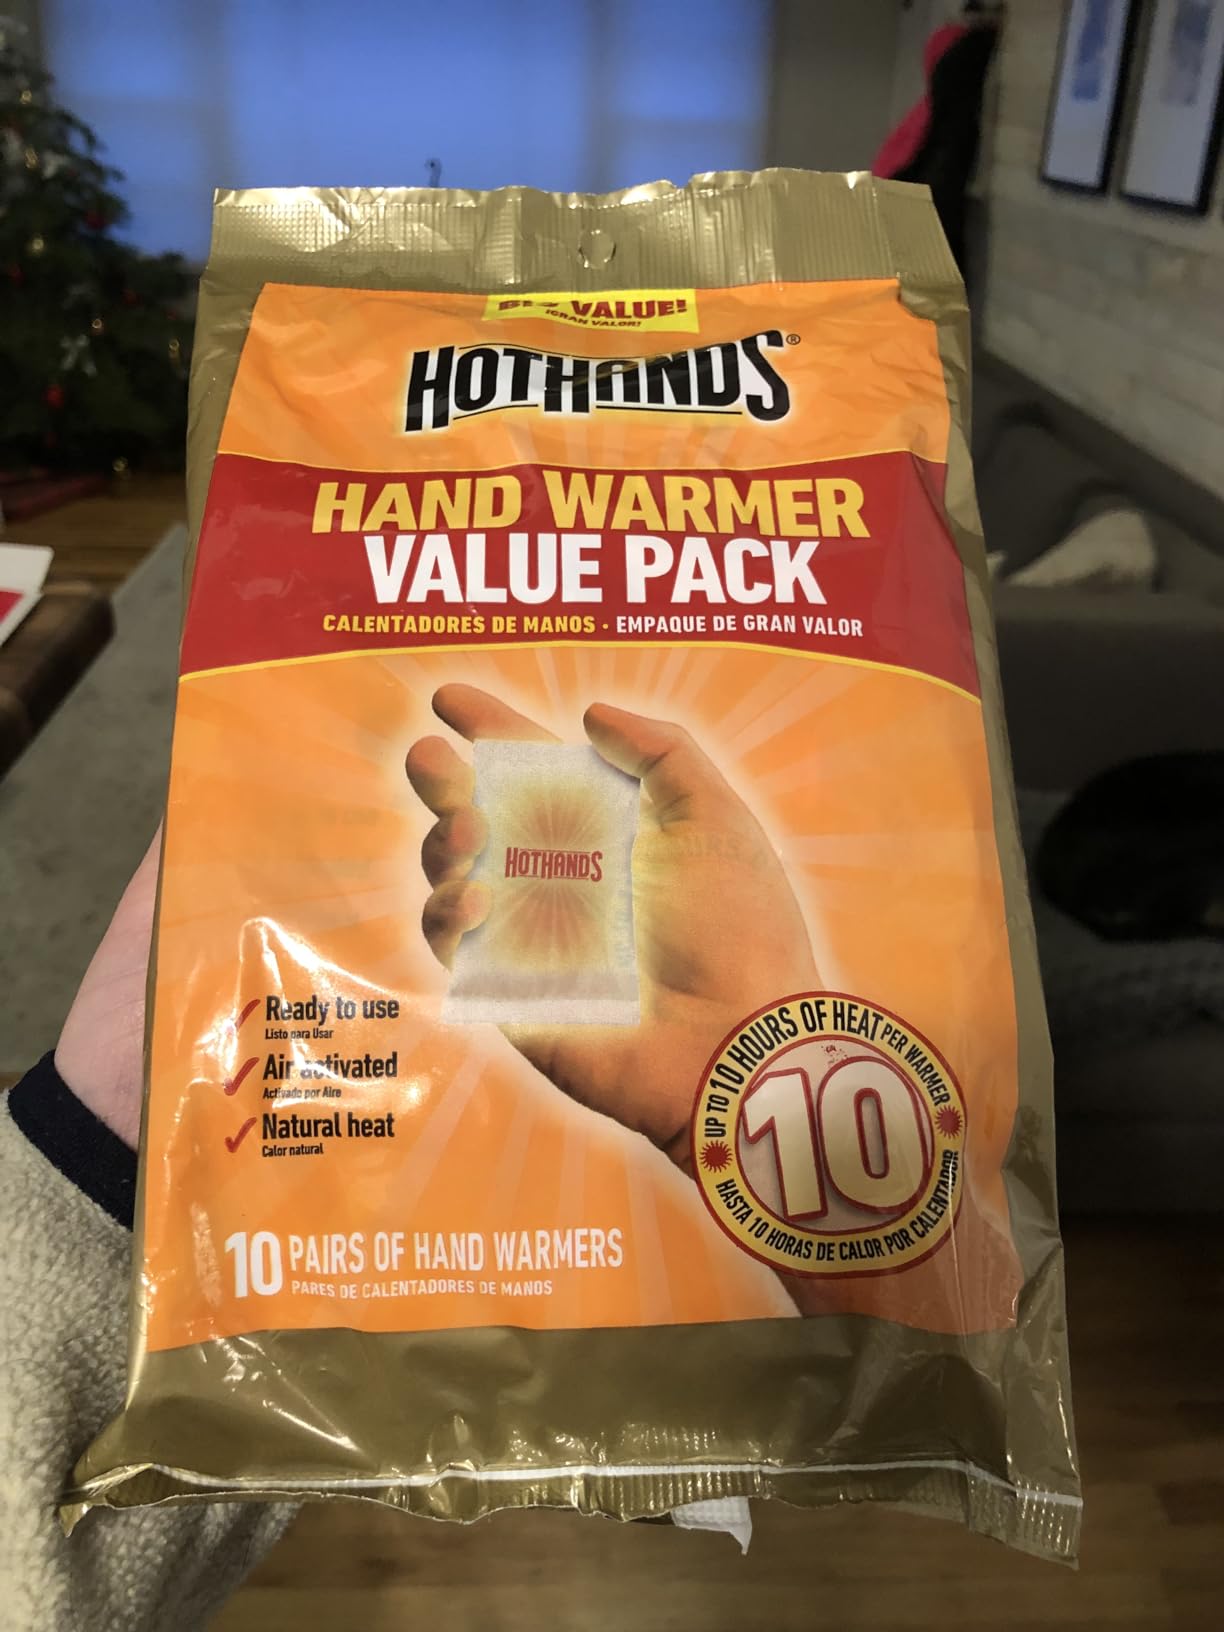 VALUE!
¡GRAN VALOR!
HOTHANDS®
HAND WARMER
VALUE PACK
CALENTADORES DE MANOS • EMPAQUE DE GRAN VALOR
HOTHANDS
Ready to use
Listo para Usar
Air activated
Activado por Aire
Natural heat
Calor natural
10 PAIRS OF HAND WARMERS
PARES DE CALENTADORES DE MANOS
UP TO 10 HOURS OF HEAT PER WARMER
10
HASTA 10 HORAS DE CALOR POR CALENTADOR